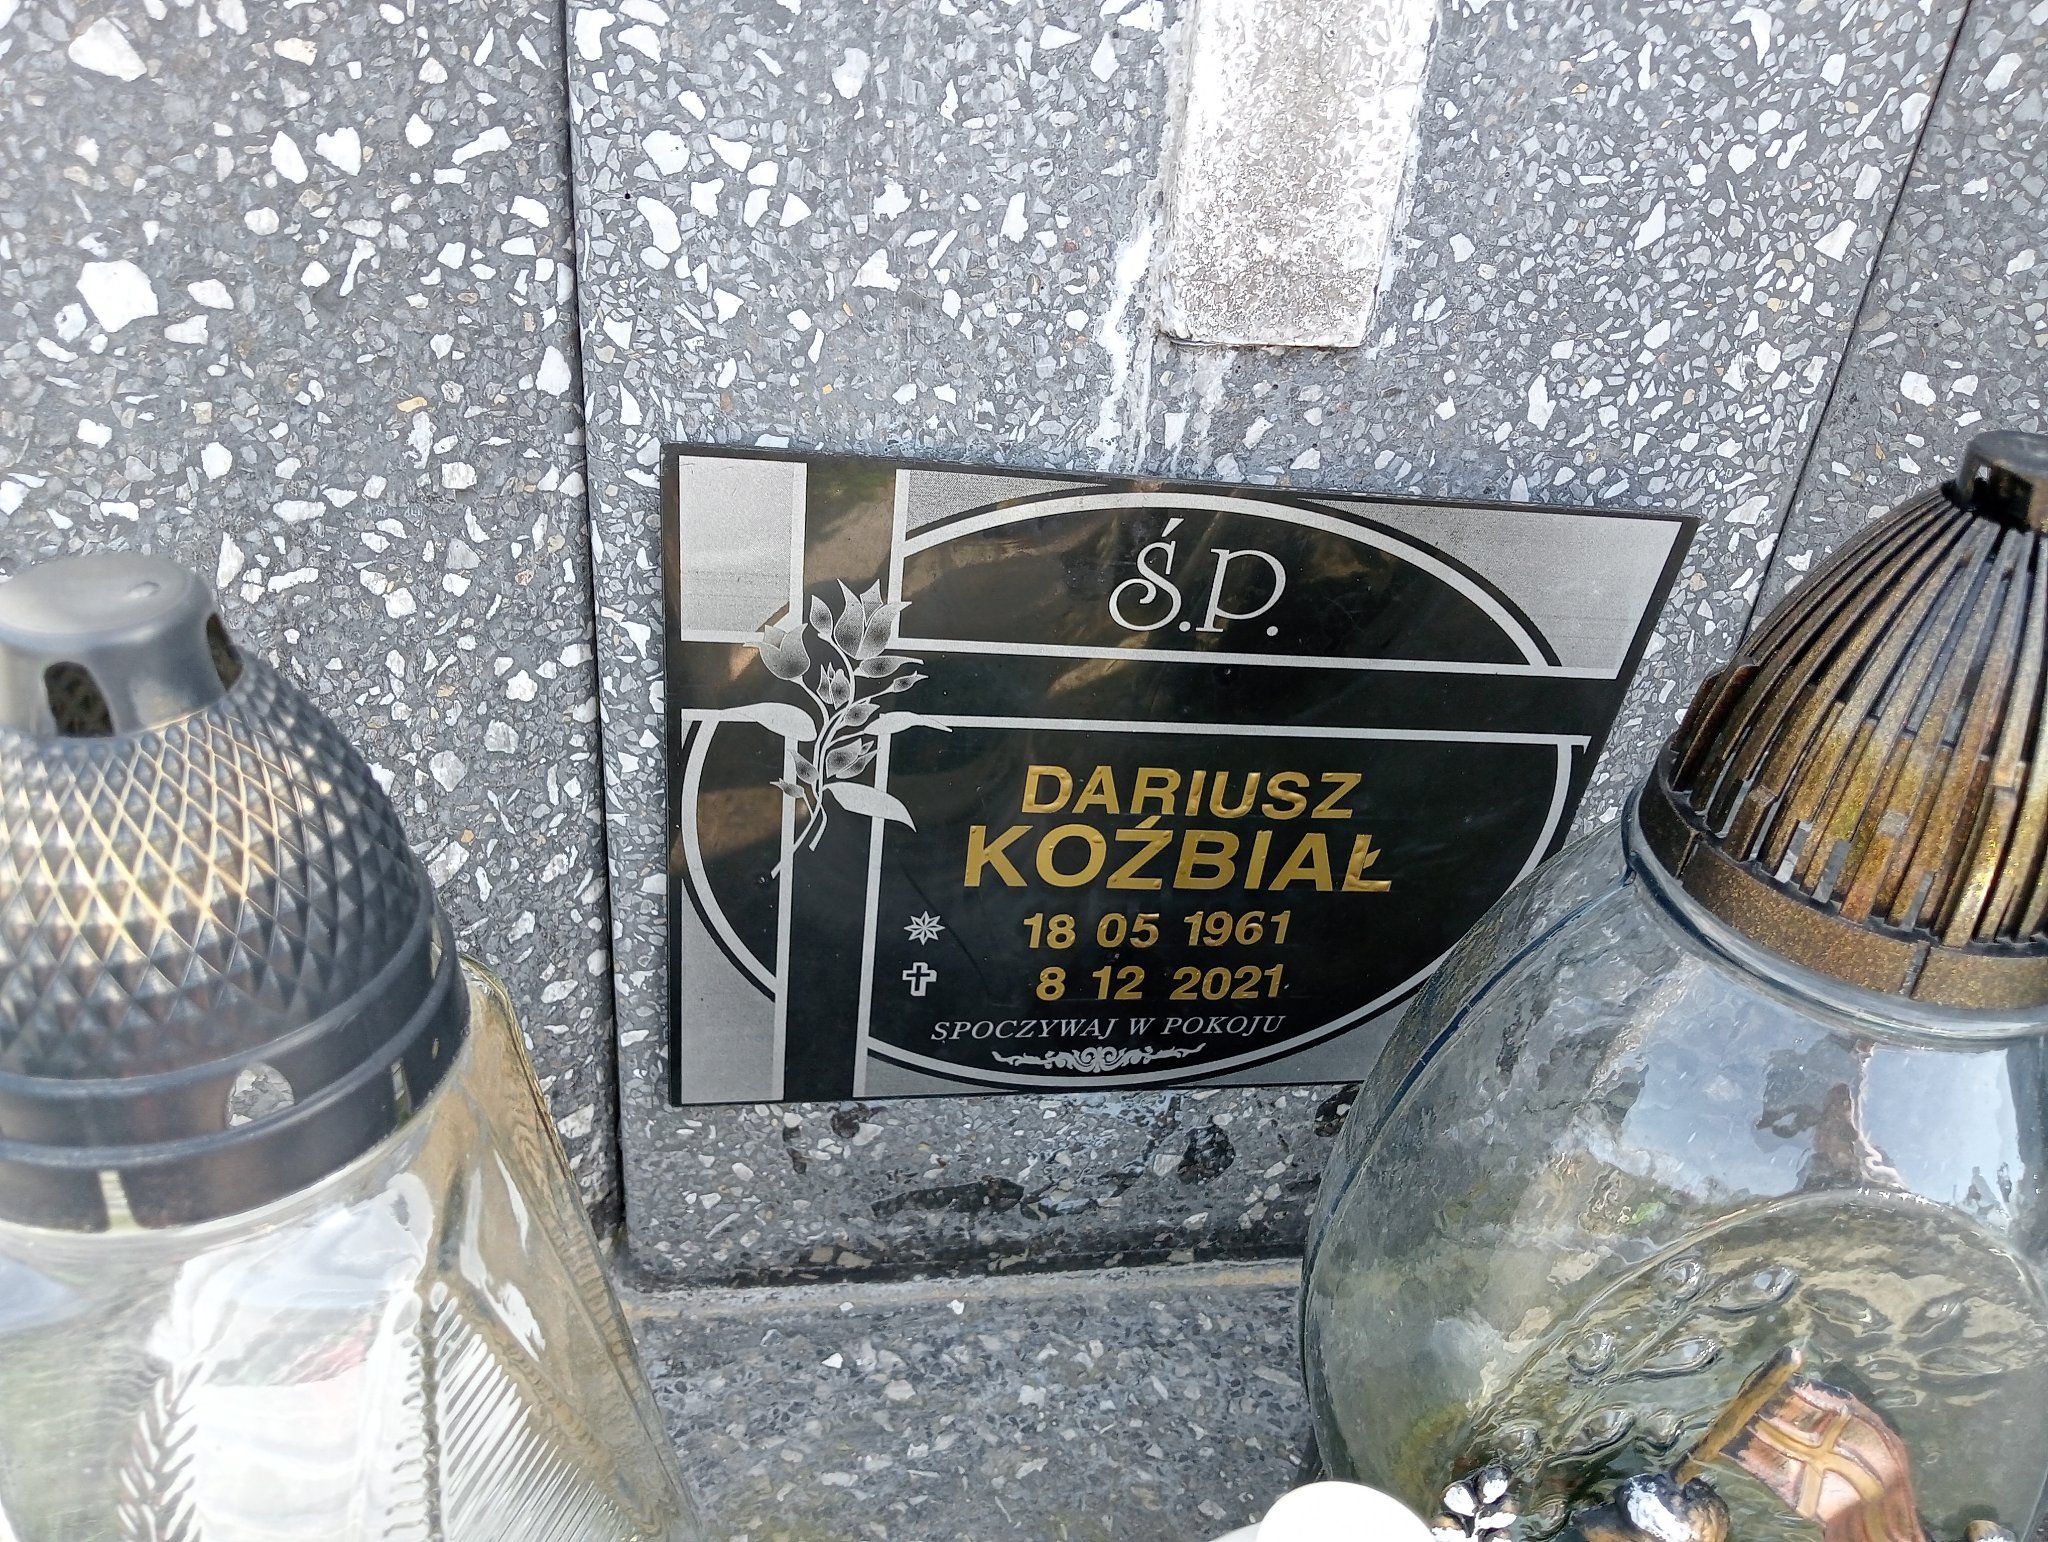 Ś.P.
DARIUSZ
KOŹBIAŁ
18 05 1961
8 12 2021
SPOCZYWAJ W POKOJU